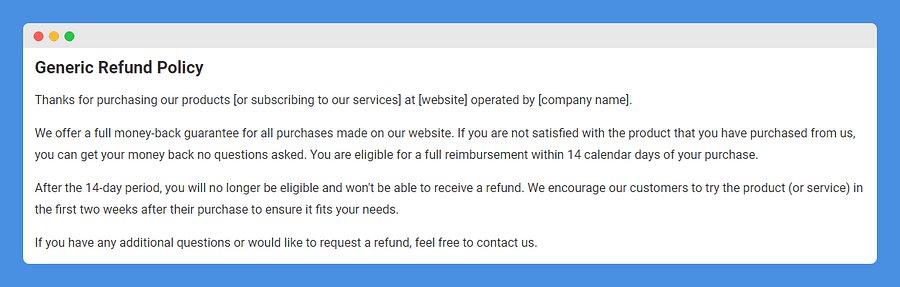 Generic Refund Policy
Thanks for purchasing our products [or subscribing to our services] at [website] operated by [company name].
We offer a full money-back guarantee for all purchases made on our website. If you are not satisfied with the product that you have purchased from us,
you can get your money back no questions asked. You are eligible for a full reimbursement within 14 calendar days of your purchase.
After the 14-day period, you will no longer be eligible and won't be able to receive a refund. We encourage our customers to try the product (or service) in
the first two weeks after their purchase to ensure it fits your needs.
If you have any additional questions or would like to request a refund, feel free to contact us.